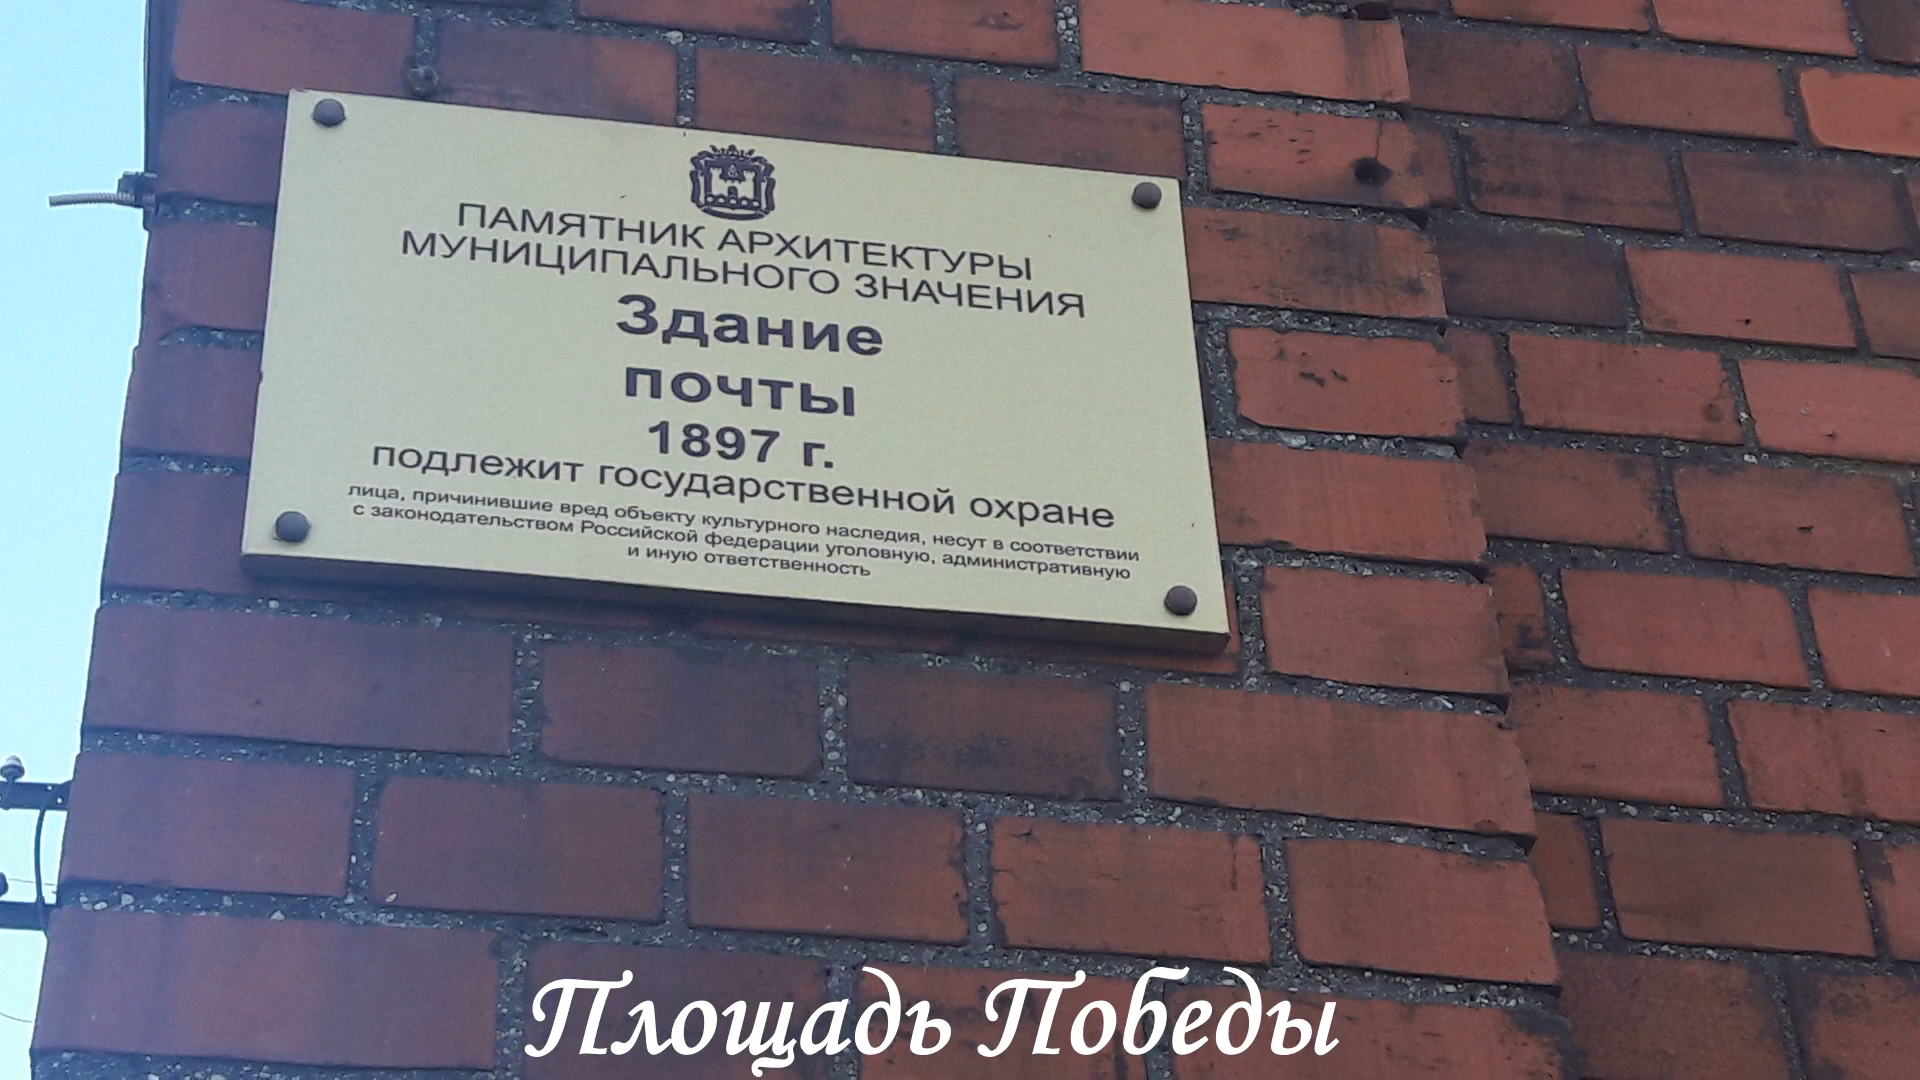 ПАМЯТНИК АРХИТЕКТУРЫ
МУНИЦИПАЛЬНОГО ЗНАЧЕНИЯ
Здание
почты
1897 г.
подлежит государственной охране
лица, причинившие вред объекту культурного наследия, несут в соответствии
с законодательством Российской федерации уголовную, административную
и иную ответственность
Площадь Победы